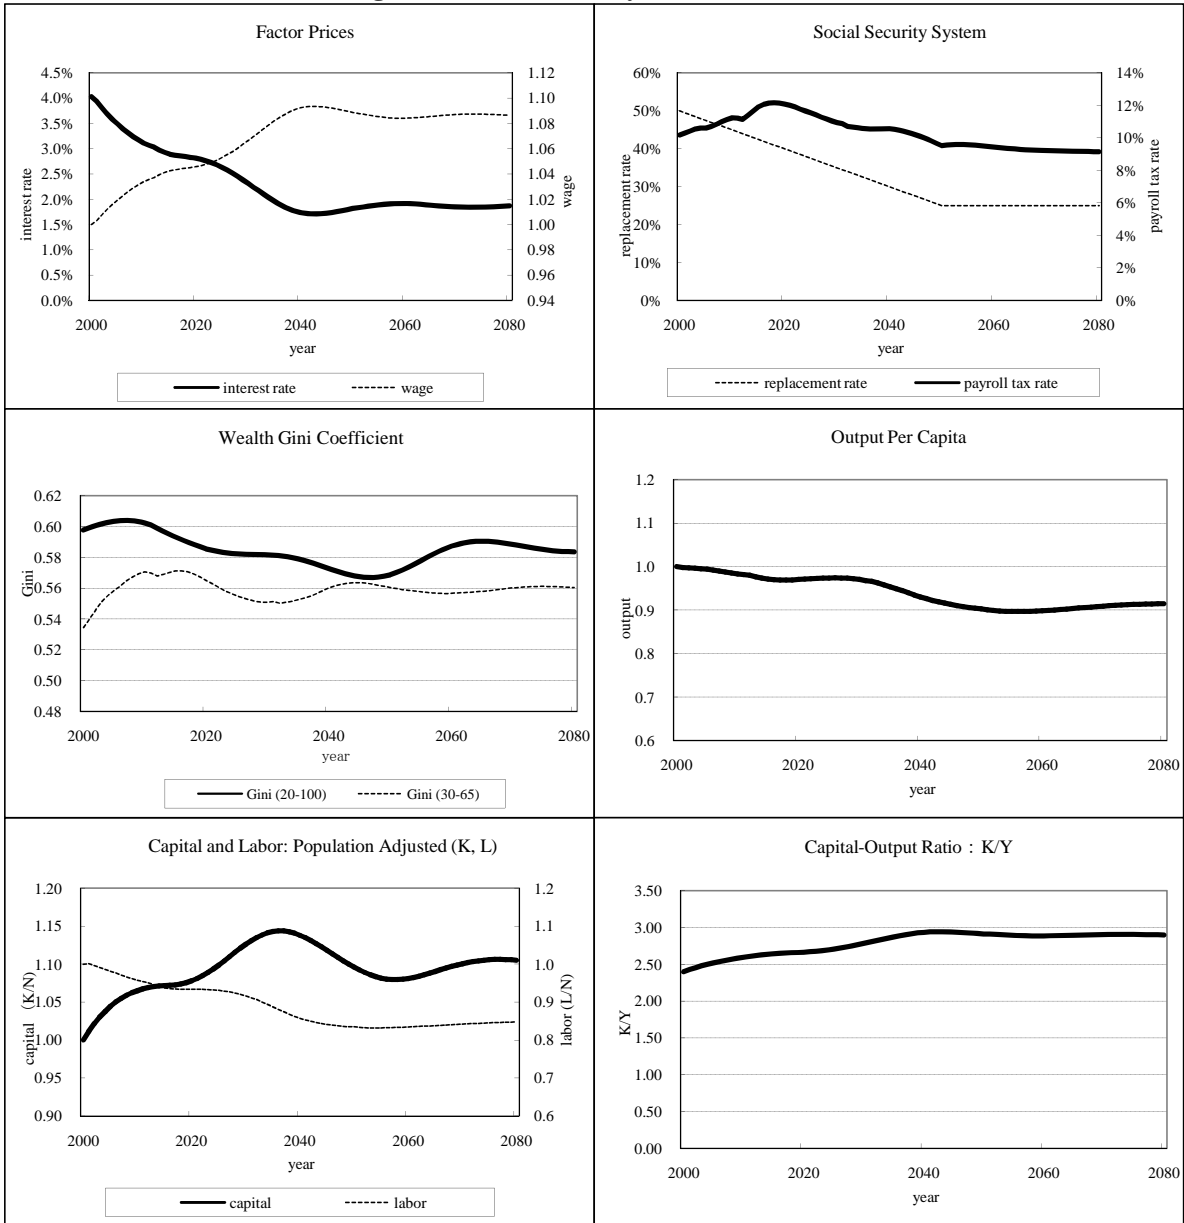 Factor Prices
4.5%
4.0%
3.5%
3.0%
2.5%
2.0%
1.5%
1.0%
0.5%
0.0%
interest rate
1.12
1.10
1.08
1.06
1.04
1.02
1.00
0.98
0.96
0.94
wage
2000 2020 2040 2060 2080
year
interest rate wage
Social Security System
60%
50%
40%
30%
20%
10%
0%
replacement rate
14%
12%
10%
8%
6%
4%
2%
0%
payroll tax rate
2000 2020 2040 2060 2080
year
replacement rate payroll tax rate
Wealth Gini Coefficient
0.62
0.60
0.58
0.56
0.54
0.52
0.50
0.48
Gini
2000 2020 2040 2060 2080
year
Gini (20-100) Gini (30-65)
Output Per Capita
1.2
1.1
1.0
0.9
0.8
0.7
0.6
output
2000 2020 2040 2060 2080
year
Capital and Labor: Population Adjusted (K, L)
1.20
1.15
1.10
1.05
1.00
0.95
0.90
capital (K/N)
1.2
1.1
1.0
0.9
0.8
0.7
0.6
labor (L/N)
2000 2020 2040 2060 2080
year
capital labor
Capital-Output Ratio : K/Y
3.50
3.00
2.50
2.00
1.50
1.00
0.50
0.00
K/Y
2000 2020 2040 2060 2080
year